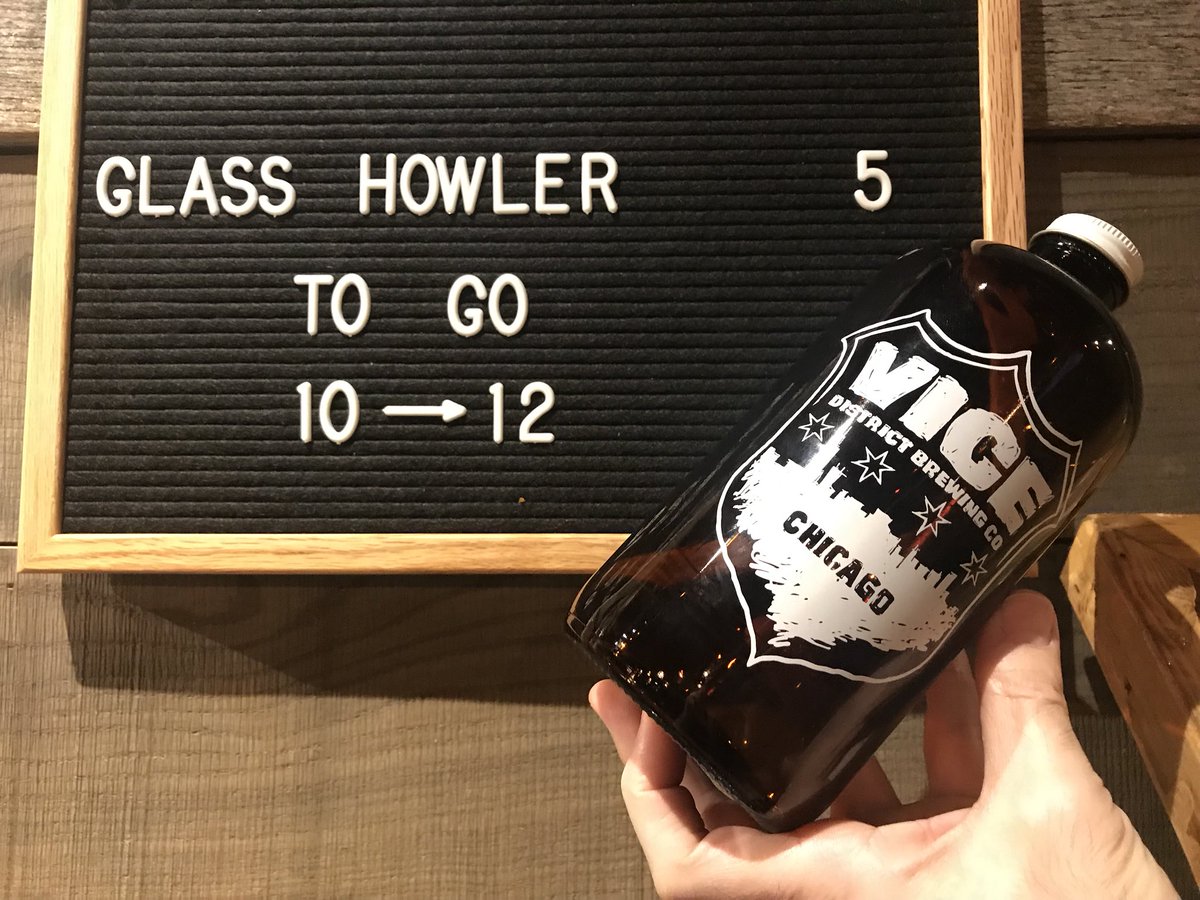 GLASS HOWLER 5
TO GO
10 → 12
VICE
DISTRICT BREWING CO
CHICAGO